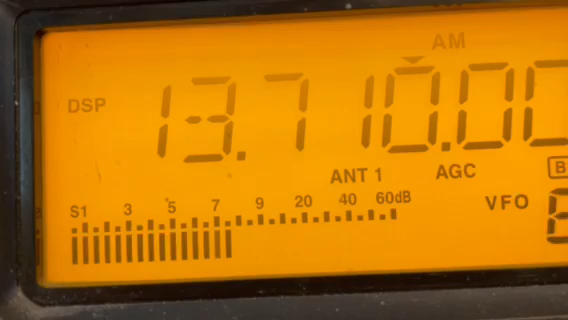 AM
DSP 13.710.00
ANT 1 AGC
S1 3 5 7 9 20 40 60dB
VFO